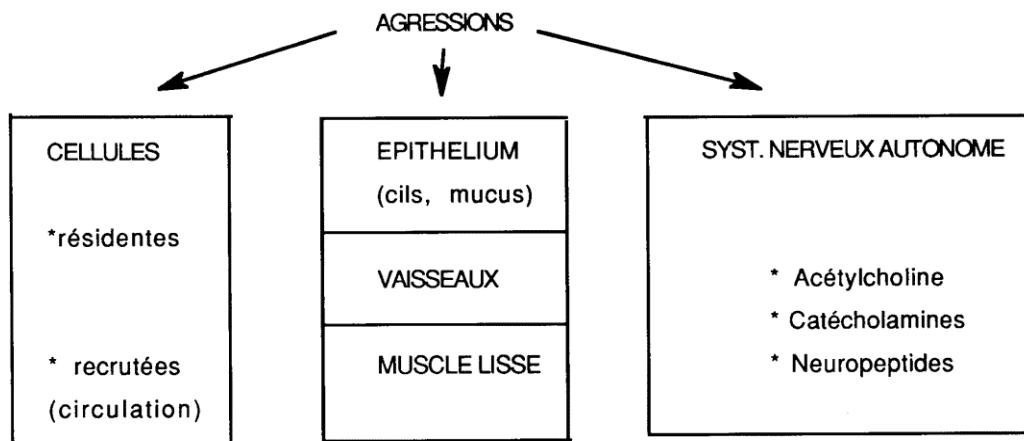 AGRESSIONS
CELLULES
*résidentes
* recrutées
(circulation)
EPITHELIUM
(cils, mucus)
VAISSEAUX
MUSCLE LISSE
SYST. NERVEUX AUTONOME
* Acétylcholine
* Catécholamines
* Neuropeptides